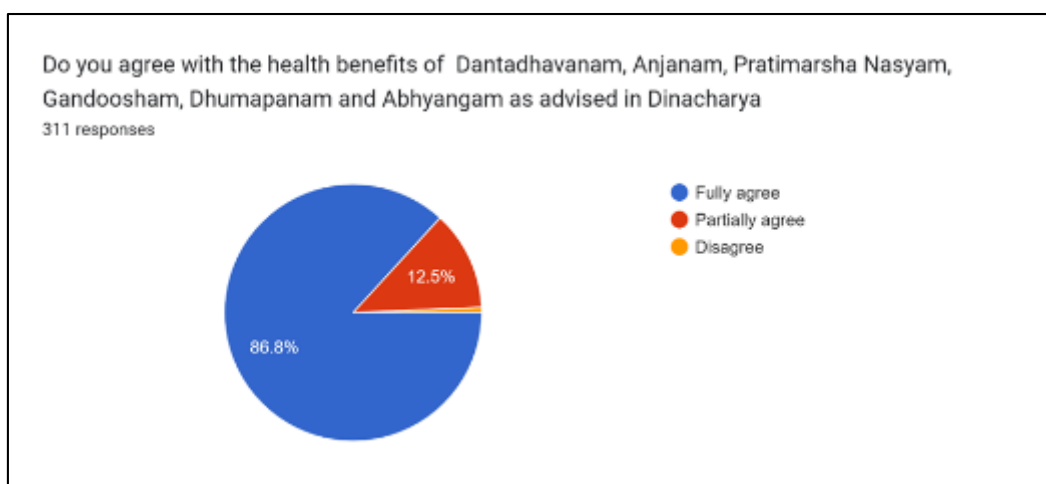 Do you agree with the health benefits of Dantadhavanam, Anjanam, Pratimarsha Nasyam,
Gandoosham, Dhumapanam and Abhyangam as advised in Dinacharya
311 responses
Fully agree
Partially agree
Disagree
12.5%
86.8%